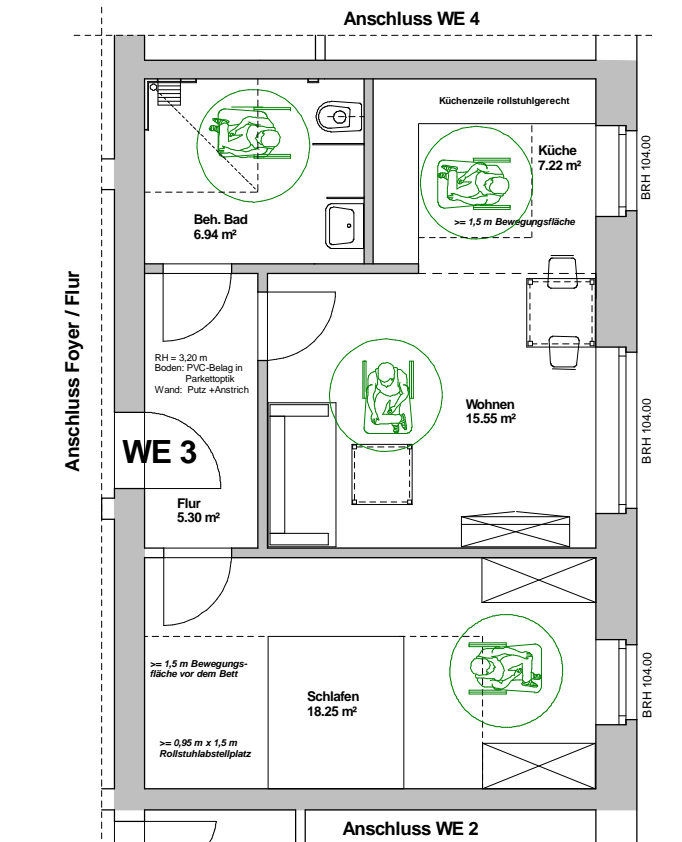 Anschluss WE 4
Küchenzeile rollstuhlgerecht
Küche
7.22 m²
BRH 104.00
>= 1,5 m Bewegungsfläche
Beh. Bad
6.94 m²
Anschluss Foyer / Flur
RH = 3,20 m
Boden: PVC-Belag in
Parkettoptik
Wand: Putz +Anstrich
Wohnen
15.55 m²
BRH 104.00
WE 3
Flur
5.30 m²
>= 1,5 m Bewegungs-
fläche vor dem Bett
Schlafen
18.25 m²
BRH 104.00
>= 0,95 m x 1,5 m
Rollstuhlabstellplatz
Anschluss WE 2